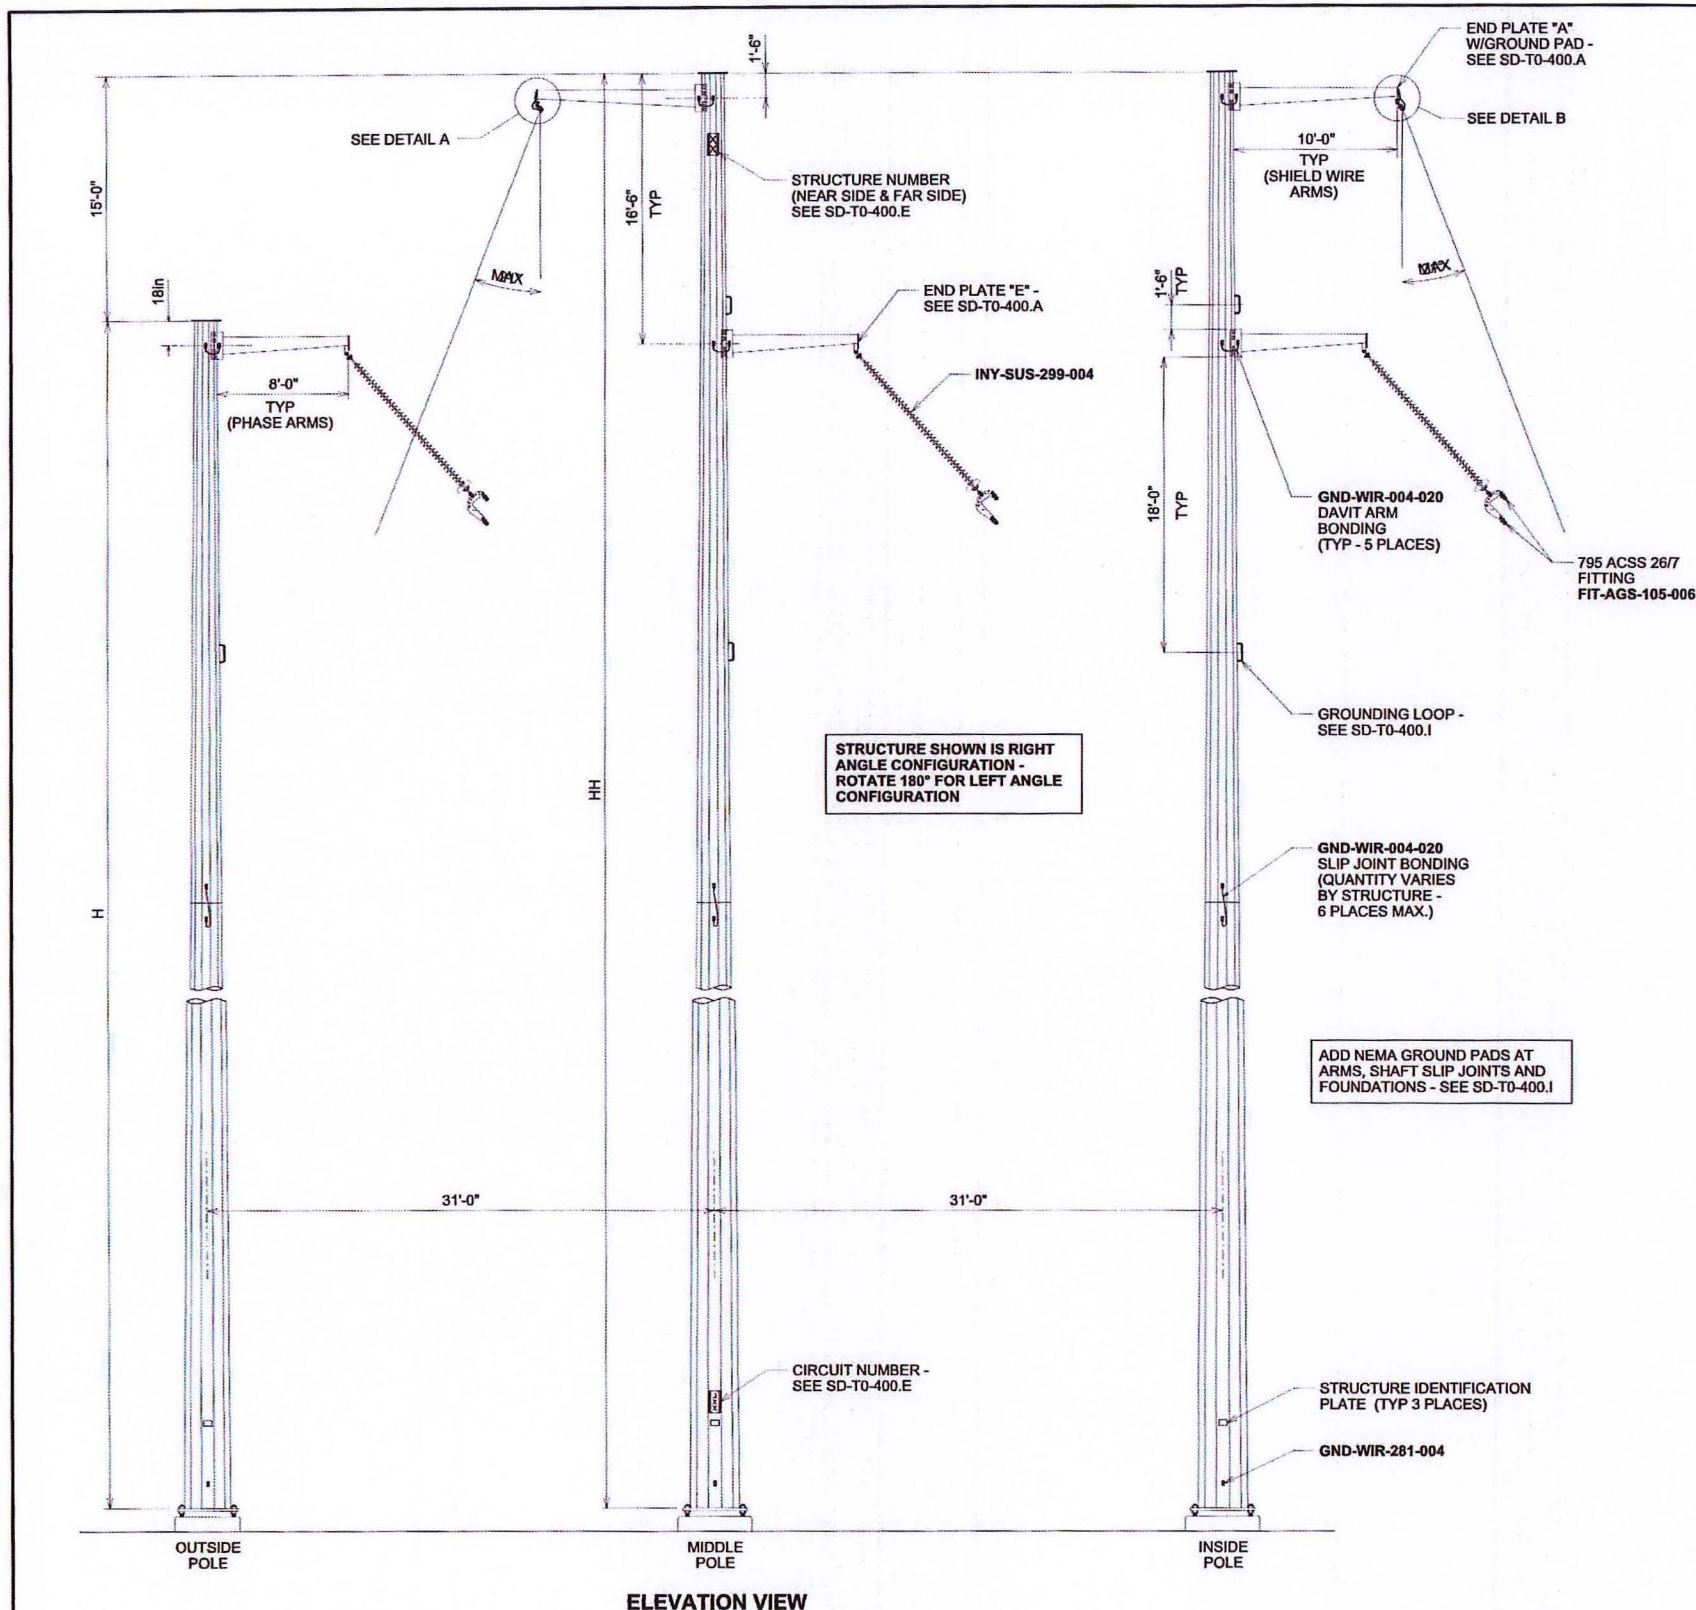 END PLATE "A"
W/GROUND PAD -
SEE SD-T0-400.A
1'-6"
SEE DETAIL A
SEE DETAIL B
10'-0"
TYP
(SHIELD WIRE
ARMS)
15'-0"
STRUCTURE NUMBER
(NEAR SIDE & FAR SIDE)
SEE SD-T0-400.E
16'-6"
TYP
MAX
MAX
18in
1'-6"
TYP
END PLATE "E" -
SEE SD-T0-400.A
8'-0"
TYP
(PHASE ARMS)
INY-SUS-299-004
18'-0"
TYP
GND-WIR-004-020
DAVIT ARM
BONDING
(TYP - 5 PLACES)
795 ACSS 26/7
FITTING
FIT-AGS-105-006
GROUNDING LOOP -
SEE SD-T0-400.I
STRUCTURE SHOWN IS RIGHT
ANGLE CONFIGURATION -
ROTATE 180° FOR LEFT ANGLE
CONFIGURATION
HH
H
GND-WIR-004-020
SLIP JOINT BONDING
(QUANTITY VARIES
BY STRUCTURE -
6 PLACES MAX.)
ADD NEMA GROUND PADS AT
ARMS, SHAFT SLIP JOINTS AND
FOUNDATIONS - SEE SD-T0-400.I
31'-0"
31'-0"
CIRCUIT NUMBER -
SEE SD-T0-400.E
STRUCTURE IDENTIFICATION
PLATE (TYP 3 PLACES)
GND-WIR-281-004
OUTSIDE
POLE
MIDDLE
POLE
INSIDE
POLE
ELEVATION VIEW